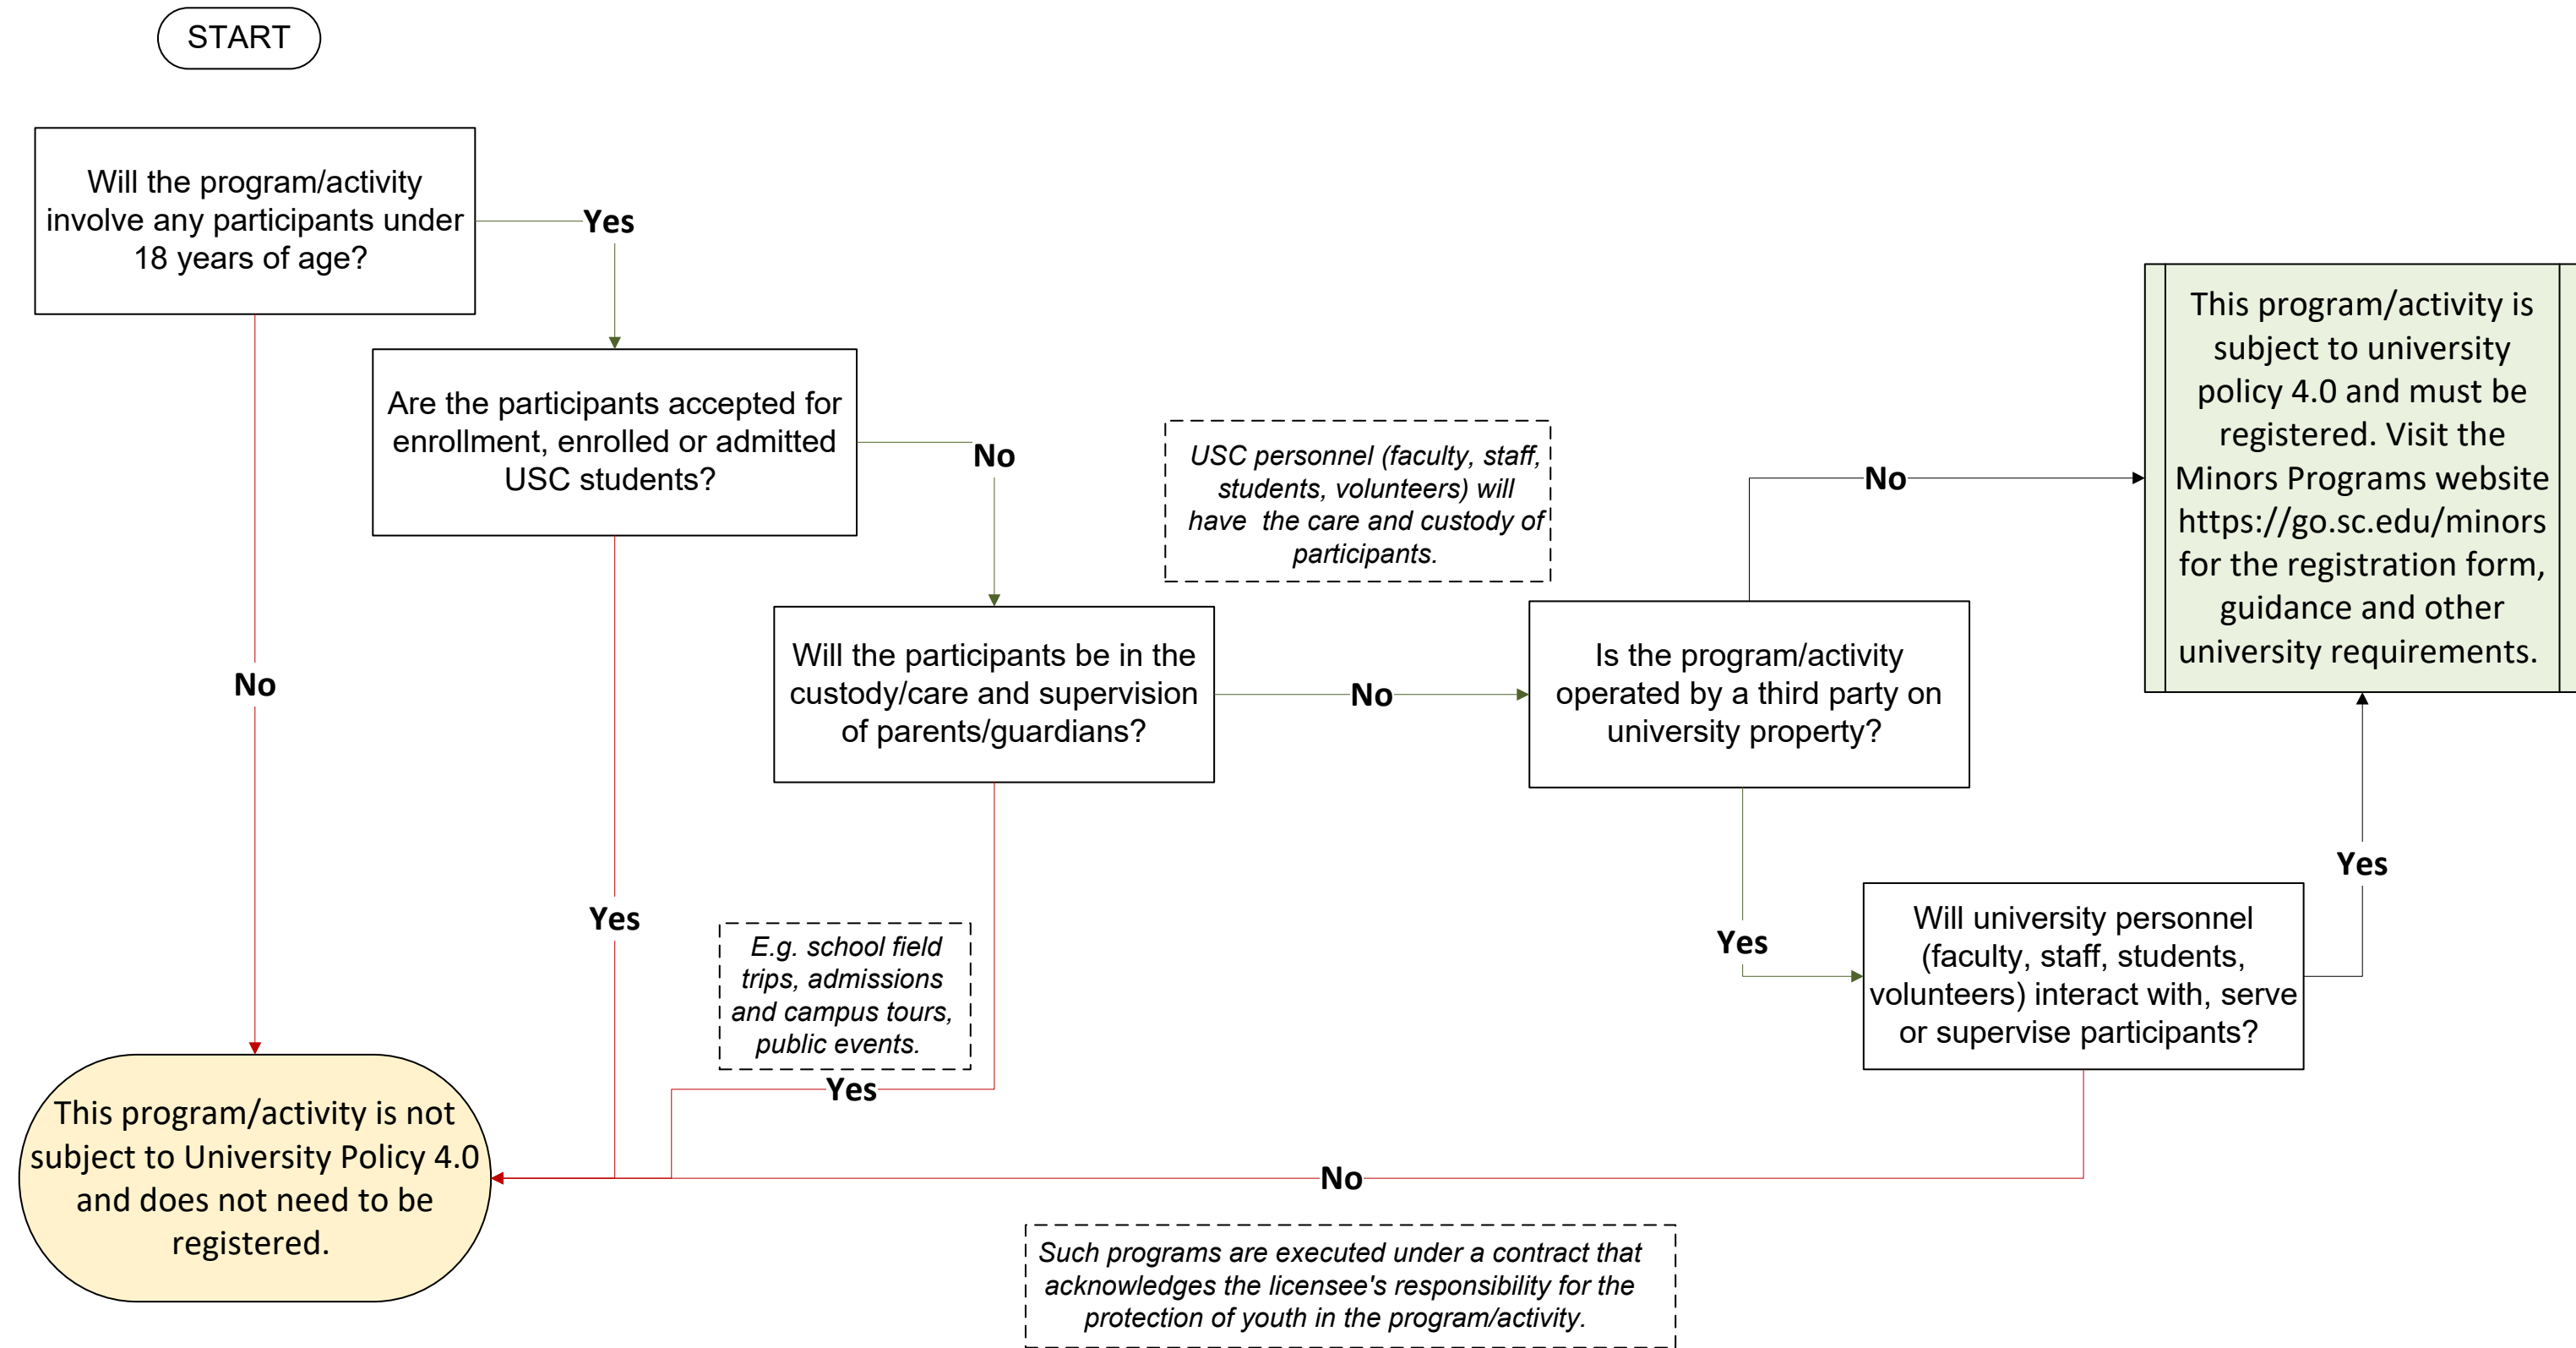 START
Will the program/activity
involve any participants under
18 years of age?
Yes
Are the participants accepted for
enrollment, enrolled or admitted
USC students?
No
USC personnel (faculty, staff,
students, volunteers) will
have the care and custody of
participants.
No
This program/activity is
subject to university
policy 4.0 and must be
registered. Visit the
Minors Programs website
https://go.sc.edu/minors
for the registration form,
guidance and other
university requirements.
No
Will the participants be in the
custody/care and supervision
of parents/guardians?
No
Is the program/activity
operated by a third party on
university property?
Yes
Yes
E.g. school field
trips, admissions
and campus tours,
public events.
Yes
Yes
Will university personnel
(faculty, staff, students,
volunteers) interact with, serve
or supervise participants?
This program/activity is not
subject to University Policy 4.0
and does not need to be
registered.
No
Such programs are executed under a contract that
acknowledges the licensee's responsibility for the
protection of youth in the program/activity.